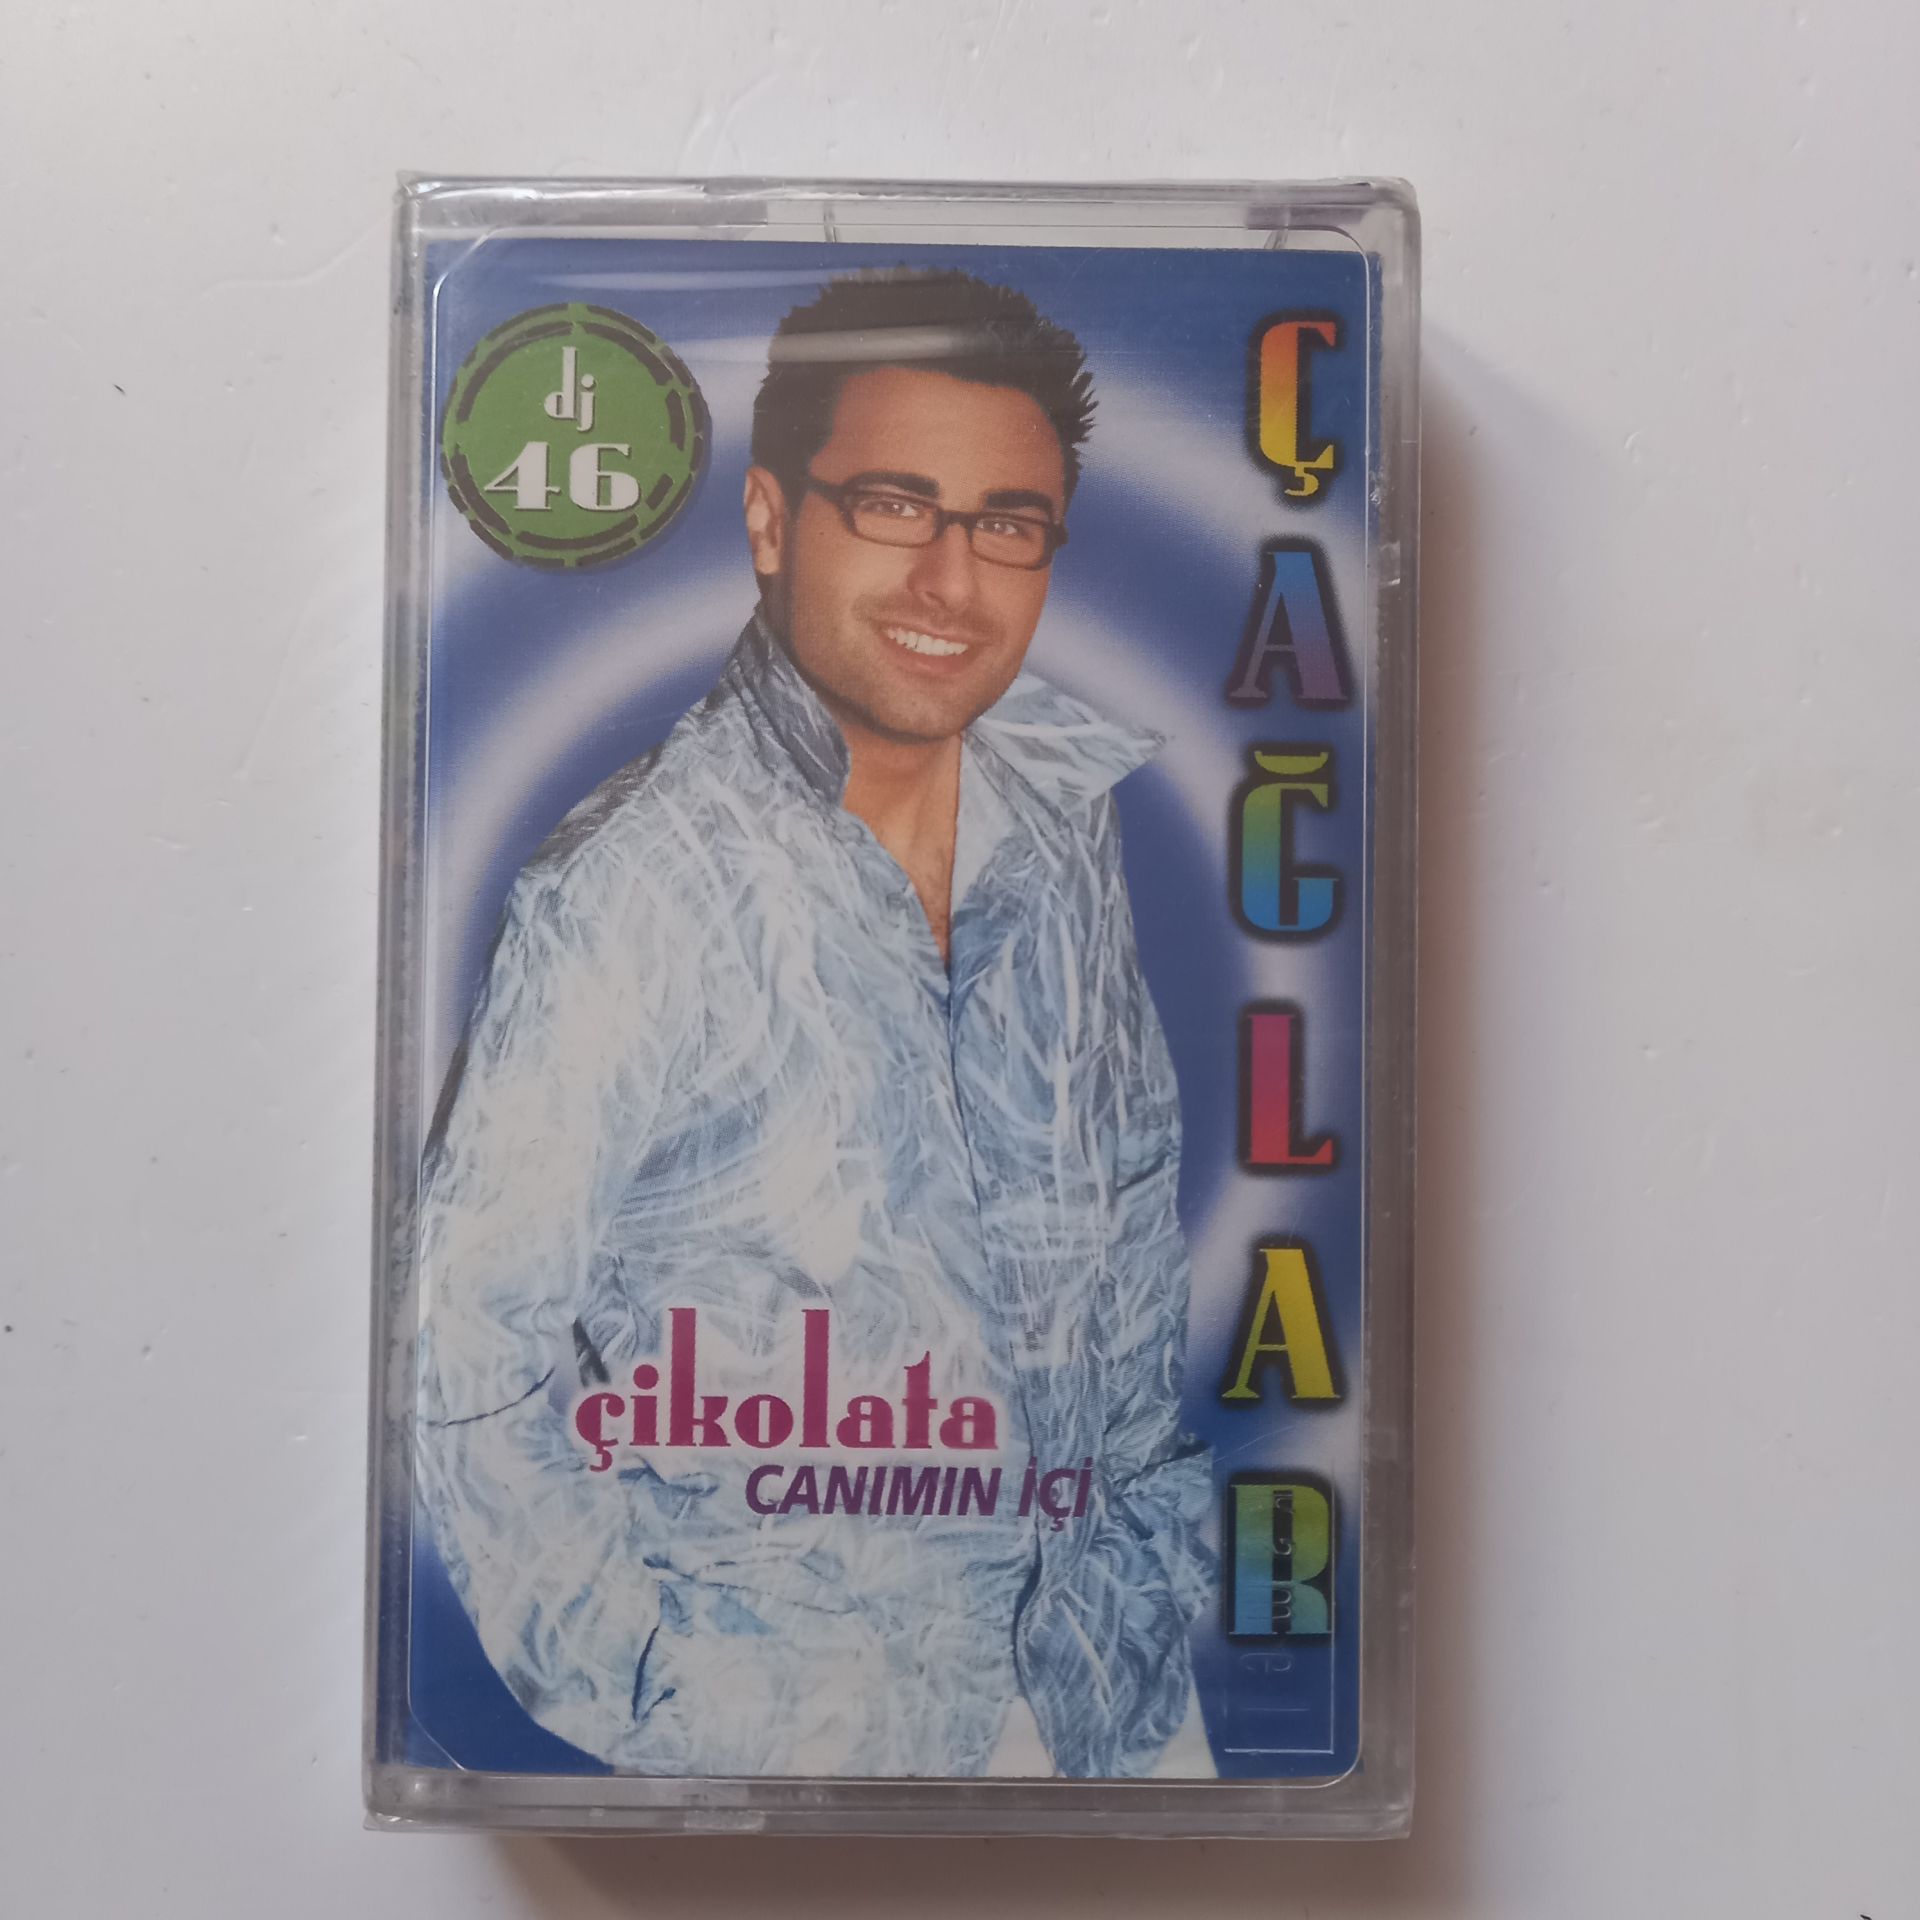 dj
46
ÇAĞLAR
çikolata
CANIMIN İÇİ